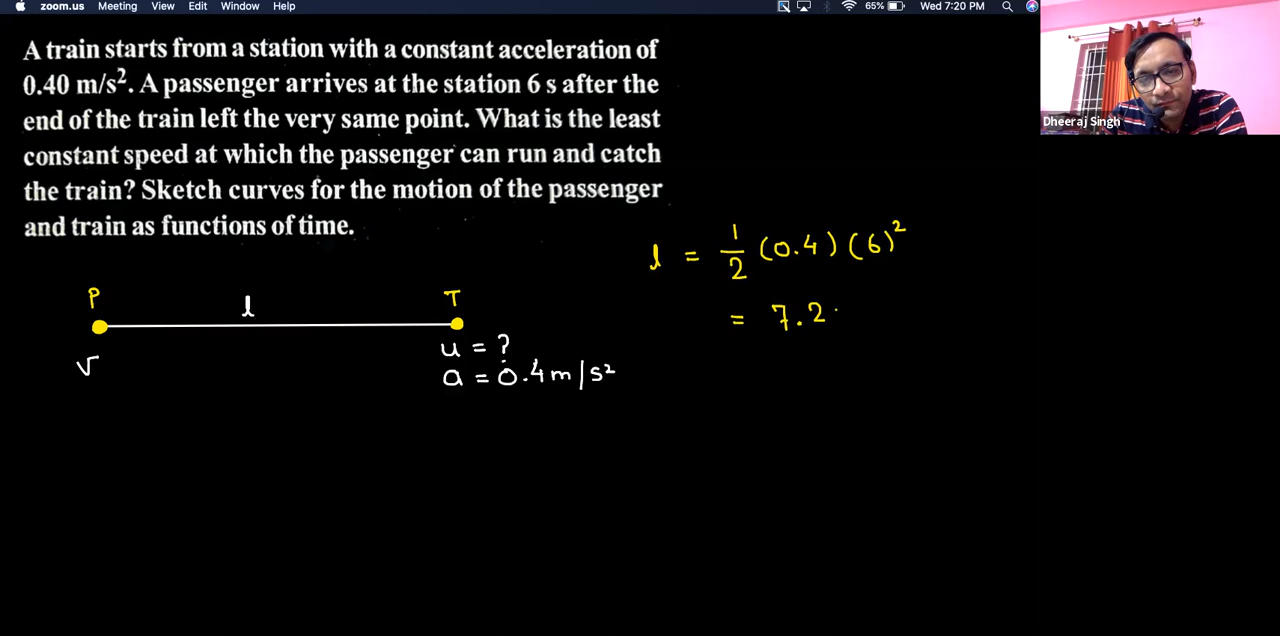 zoom.us Meeting View Edit Window Help 65% Wed 7:20 PM
A train starts from a station with a constant acceleration of
0.40 m/s². A passenger arrives at the station 6 s after the
end of the train left the very same point. What is the least
constant speed at which the passenger can run and catch
the train? Sketch curves for the motion of the passenger
and train as functions of time.
Dheeraj Singh
l = 1/2 (0.4) (6)²
= 7.2
P l T
v
u = ?
a = 0.4 m/s²